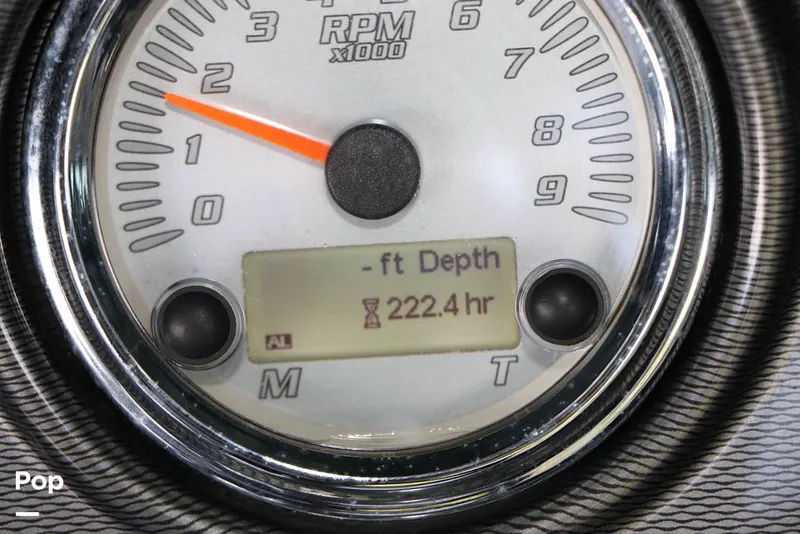 3
6
RPM
x1000
2
7
1
8
0
9
- ft Depth
222.4 hr
AL
M
T
Pop